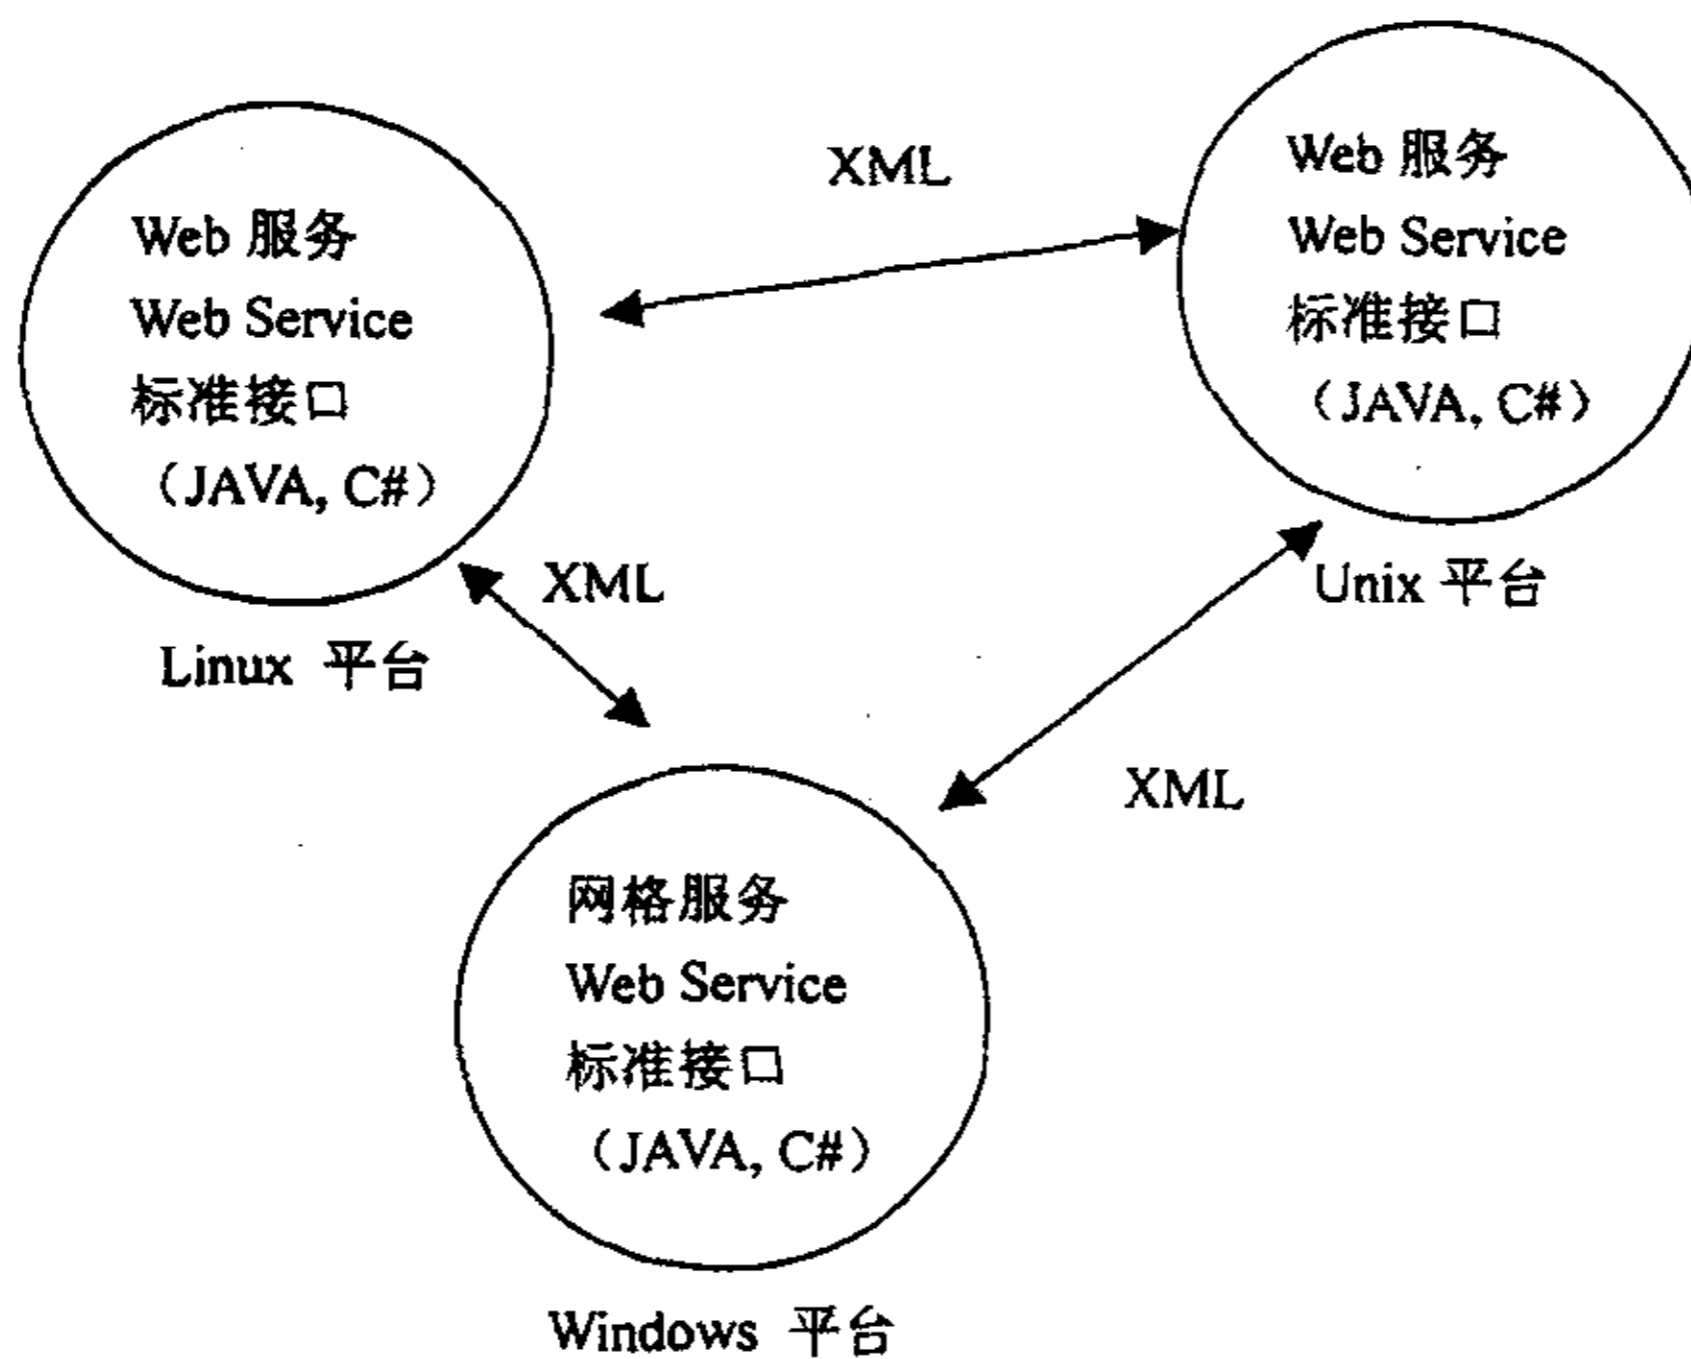 XML
Web 服务
Web Service
标准接口
（JAVA, C#）
Web 服务
Web Service
标准接口
（JAVA, C#）
XML
Linux 平台
Unix 平台
XML
网格服务
Web Service
标准接口
（JAVA, C#）
Windows 平台